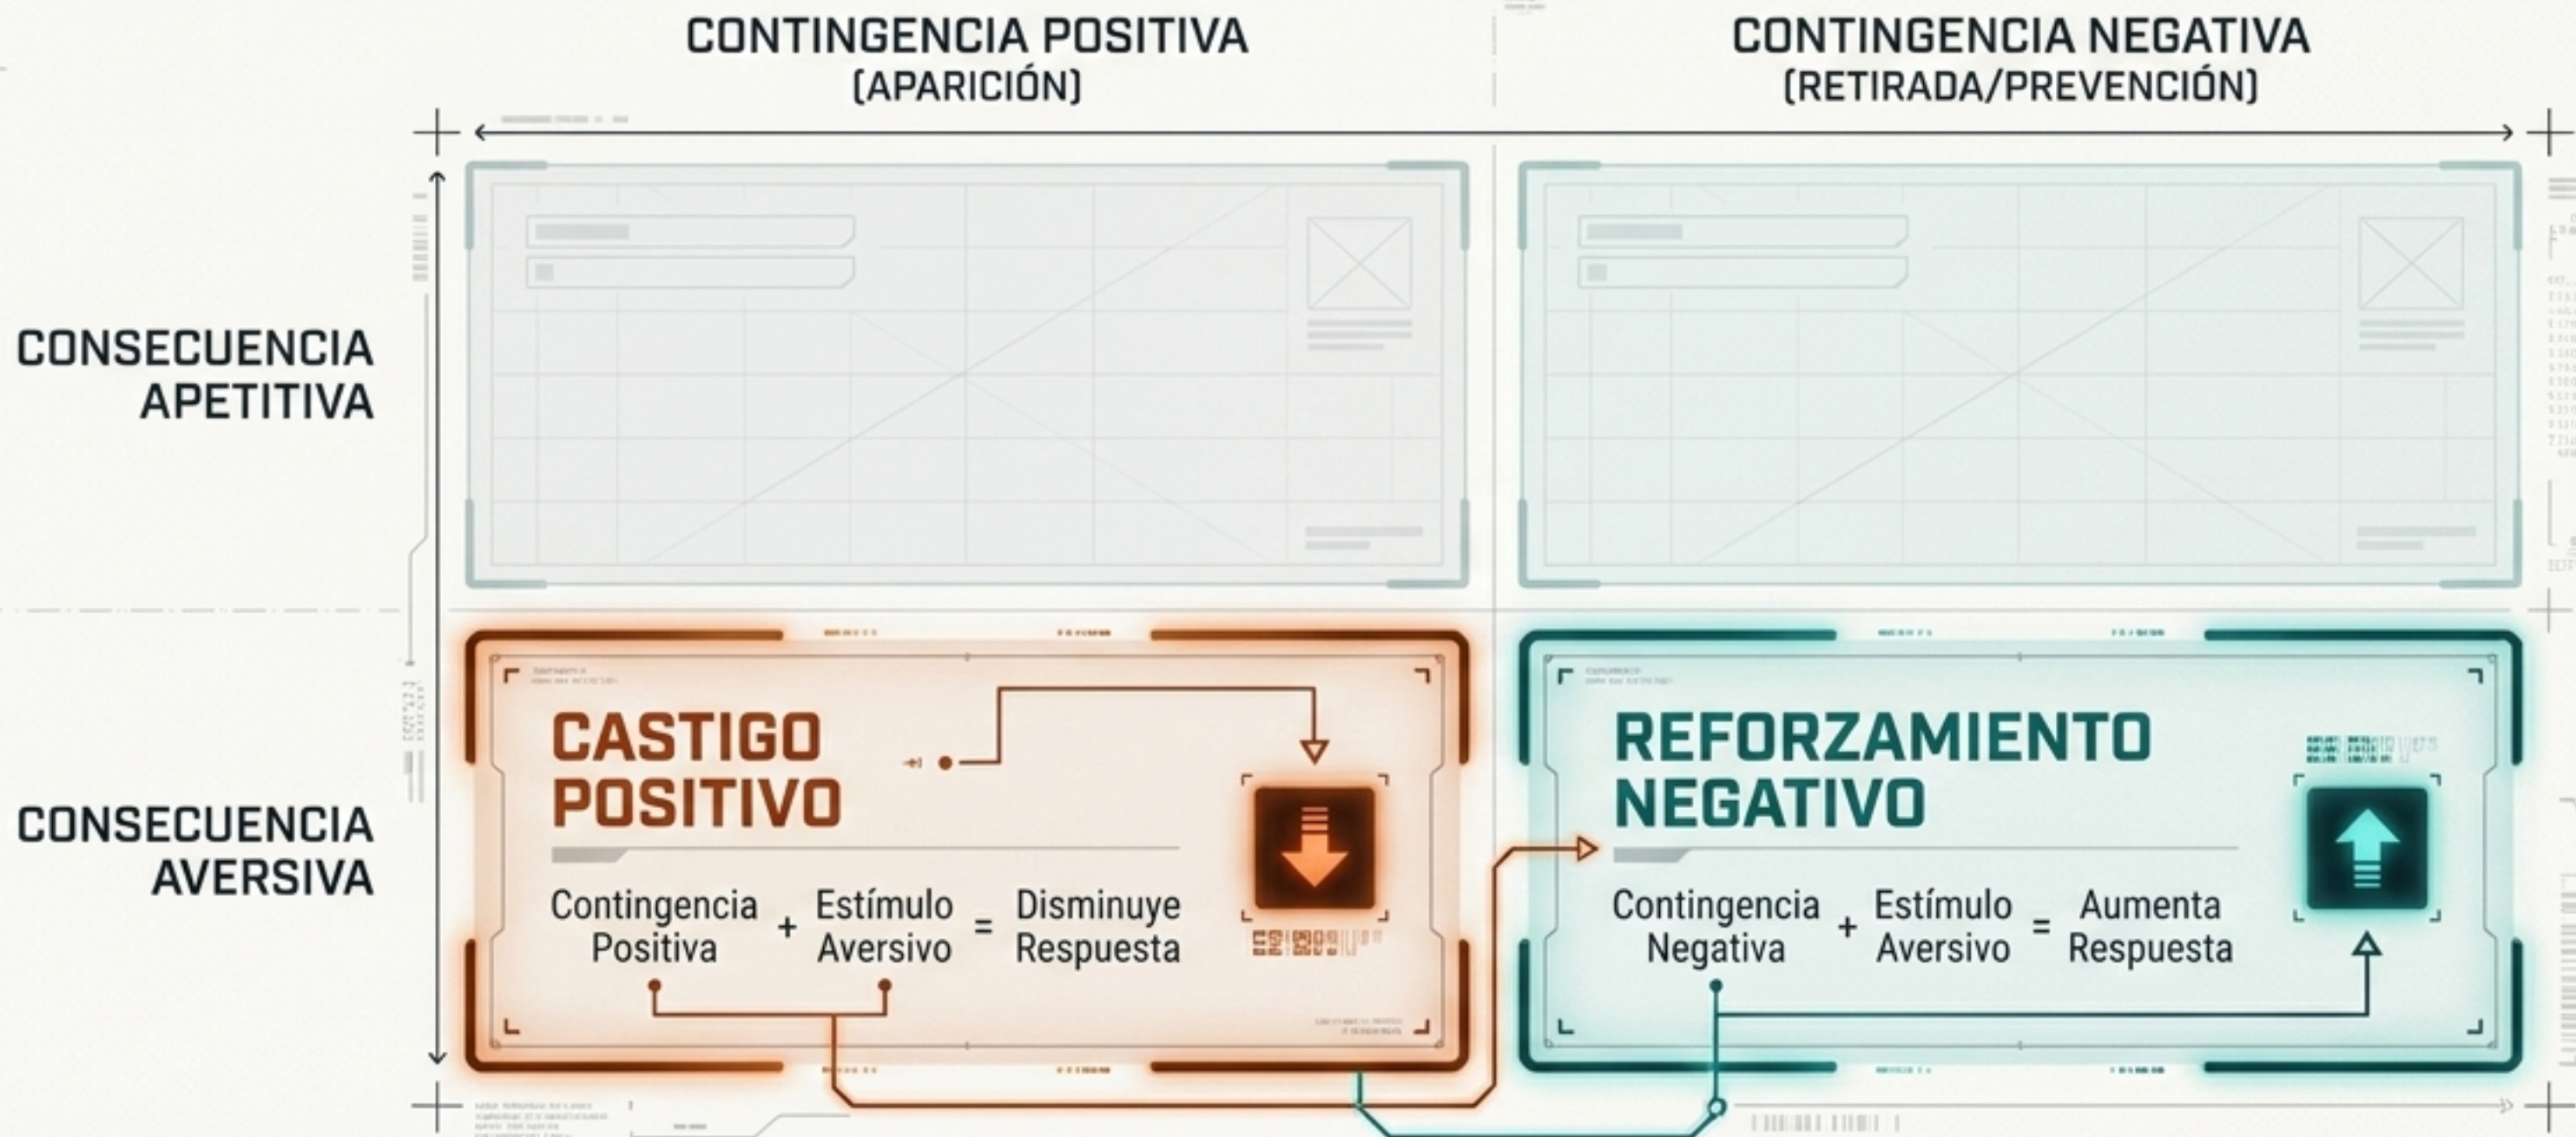 CONTINGENCIA POSITIVA
(APARICIÓN)
CONTINGENCIA NEGATIVA
(RETIRADA/PREVENCIÓN)
CONSECUENCIA
APETITIVA
CONSECUENCIA
AVERSIVA
CASTIGO
POSITIVO
Contingencia
Positiva
+
Estímulo
Aversivo
=
Disminuye
Respuesta
REFORZAMIENTO
NEGATIVO
Contingencia
Negativa
+
Estímulo
Aversivo
=
Aumenta
Respuesta